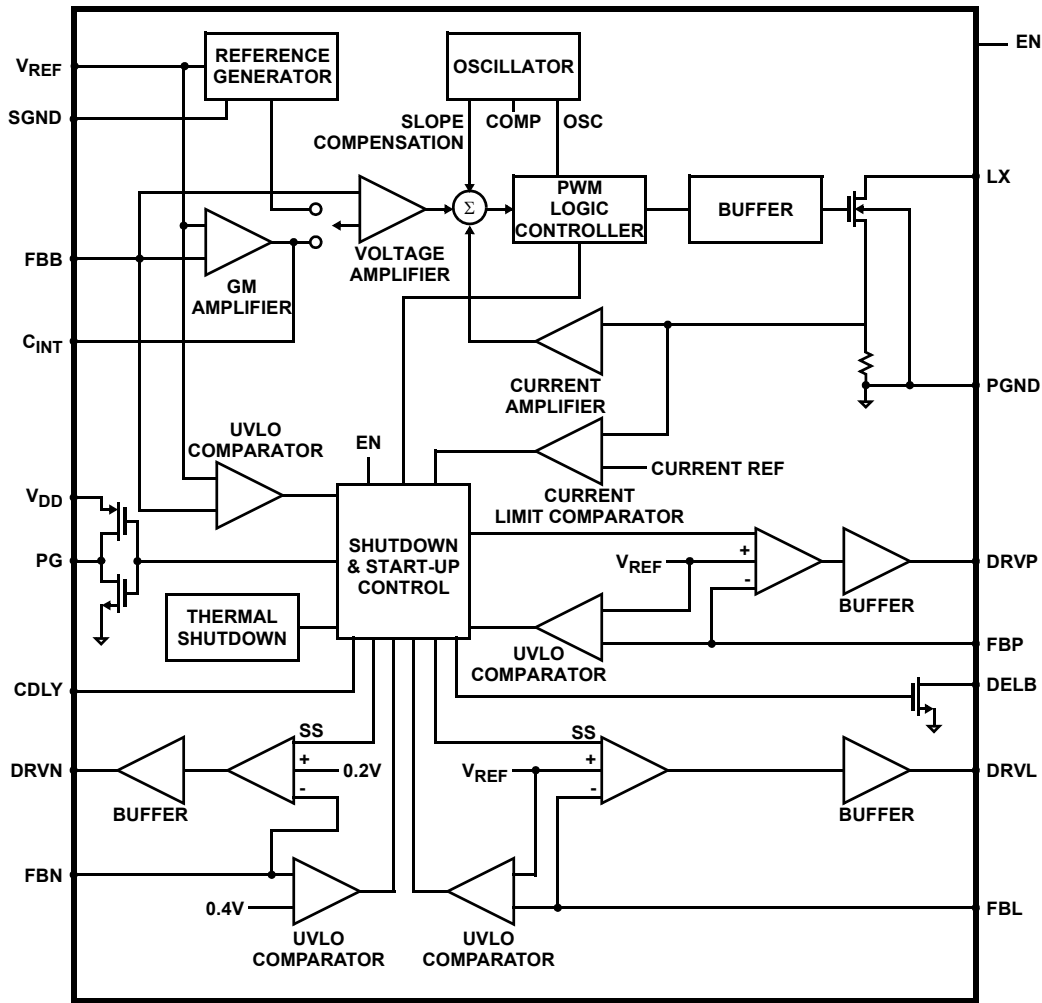 REFERENCE
GENERATOR
OSCILLATOR
EN
VREF
SGND
SLOPE
COMPENSATION
COMP
OSC
LX
PWM
LOGIC
CONTROLLER
BUFFER
Σ
VOLTAGE
AMPLIFIER
FBB
GM
AMPLIFIER
CINT
CURRENT
AMPLIFIER
PGND
UVLO
COMPARATOR
EN
CURRENT REF
CURRENT
LIMIT COMPARATOR
VDD
PG
SHUTDOWN
& START-UP
CONTROL
VREF
+
-
BUFFER
DRVP
THERMAL
SHUTDOWN
UVLO
COMPARATOR
FBP
CDLY
DELB
SS
+
-
0.2V
DRVN
BUFFER
SS
VREF
+
-
BUFFER
DRVL
FBN
0.4V
UVLO
COMPARATOR
UVLO
COMPARATOR
FBL